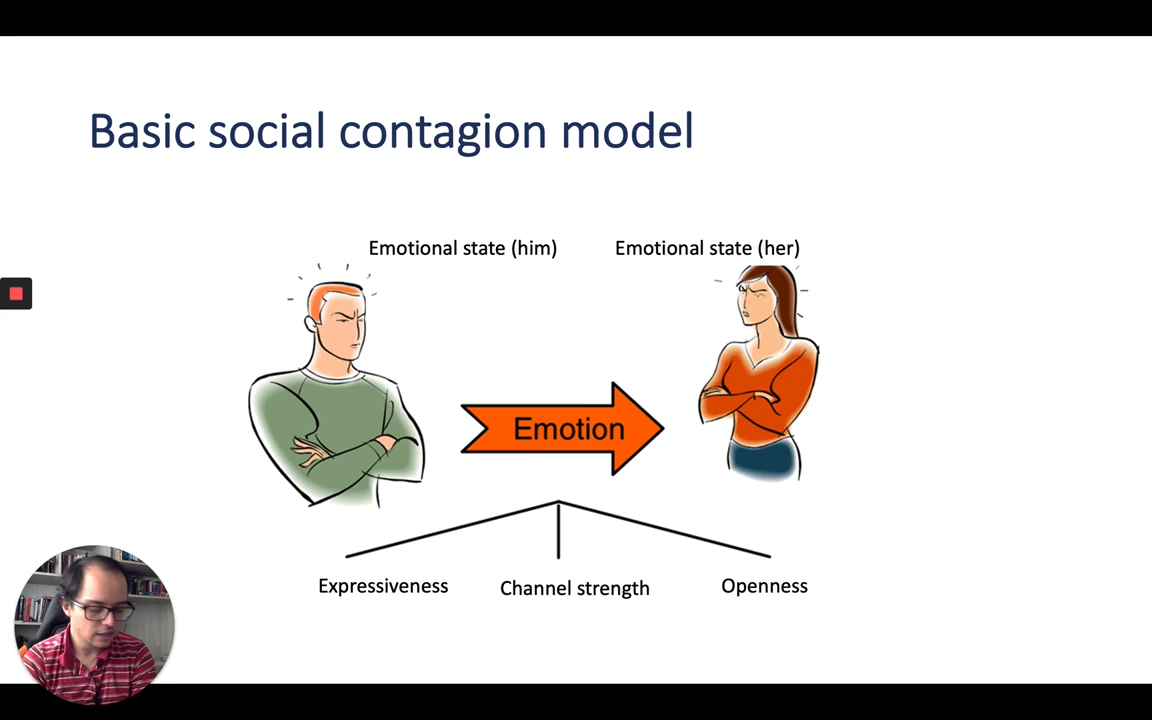 Basic social contagion model
Emotional state (him)
Emotional state (her)
Emotion
Expressiveness
Channel strength
Openness